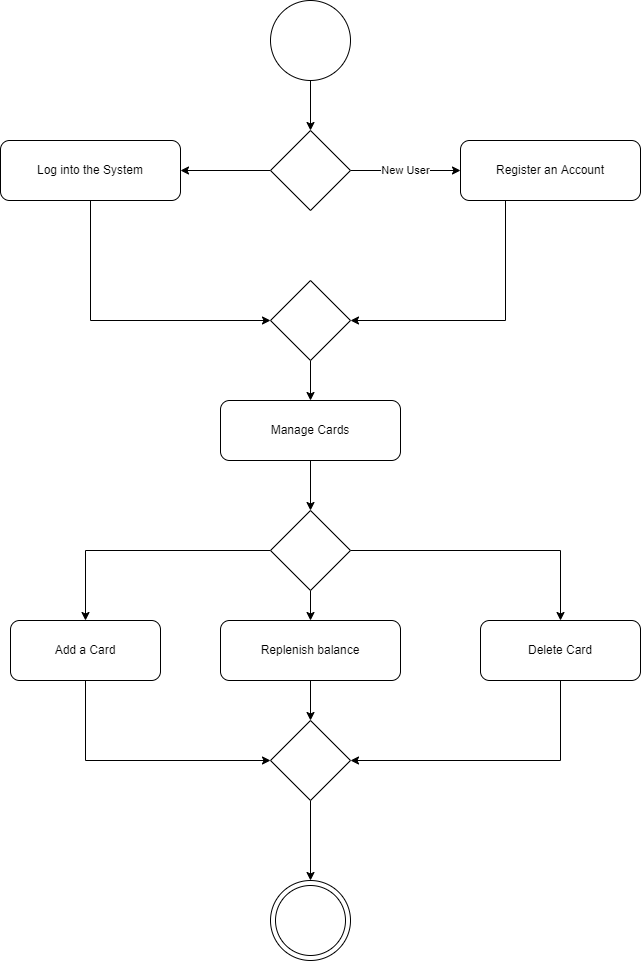 Log into the System
New User
Register an Account
Manage Cards
Add a Card
Replenish balance
Delete Card